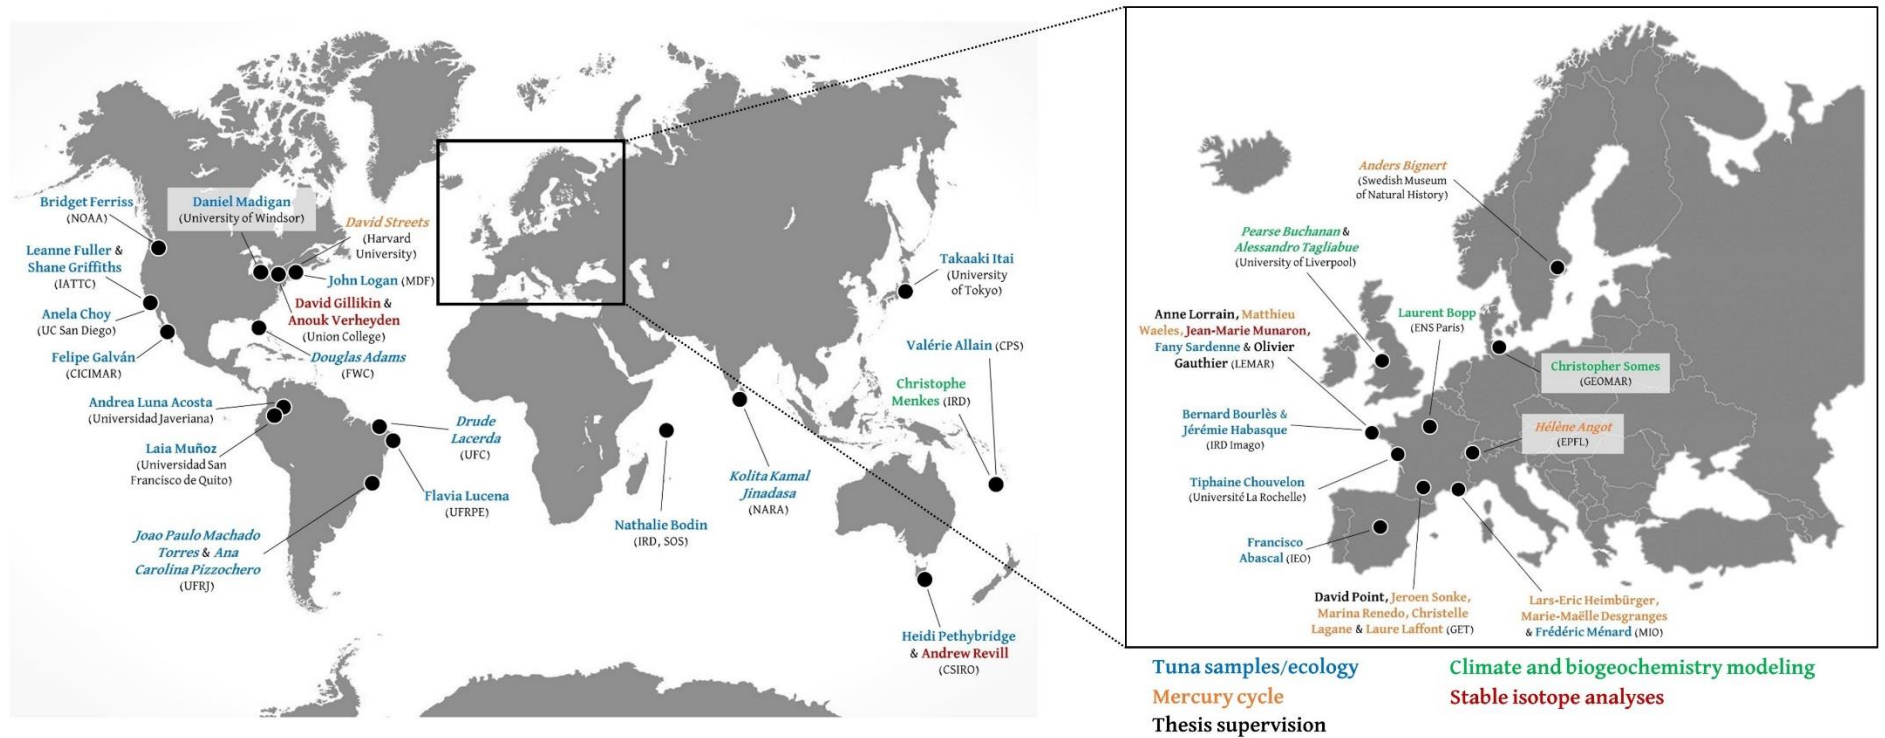 Bridget Ferriss
(NOAA)
Daniel Madigan
(University of Windsor)
David Streets
(Harvard
University)
Leanne Fuller &
Shane Griffiths
(IATTC)
John Logan (MDF)
David Gillikin &
Anouk Verheyden
(Union College)
Anela Choy
(UC San Diego)
Felipe Galván
(CICIMAR)
Douglas Adams
(FWC)
Andrea Luna Acosta
(Universidad Javeriana)
Laia Muñoz
(Universidad San
Francisco de Quito)
Drude
Lacerda
(UFC)
Flavia Lucena
(UFRPE)
Joao Paulo Machado
Torres & Ana
Carolina Pizzochero
(UFRJ)
Nathalie Bodin
(IRD, SOS)
Kolita Kamal
Jinadasa
(NARA)
Takaaki Itai
(University
of Tokyo)
Valérie Allain (CPS)
Christophe
Menkes (IRD)
Heidi Pethybridge
& Andrew Revill
(CSIRO)
Anders Bignert
(Swedish Museum
of Natural History)
Pearse Buchanan &
Alessandro Tagliabue
(University of Liverpool)
Anne Lorrain, Matthieu
Waeles, Jean-Marie Munaron,
Fany Sardenne & Olivier
Gauthier (LEMAR)
Laurent Bopp
(ENS Paris)
Christopher Somes
(GEOMAR)
Bernard Bourlès &
Jérémie Habasque
(IRD Imago)
Hélène Angot
(EPFL)
Tiphaine Chouvelon
(Université La Rochelle)
Francisco
Abascal (IEO)
David Point, Jeroen Sonke,
Marina Renedo, Christelle
Lagane & Laure Laffont (GET)
Lars-Eric Heimbürger,
Marie-Maëlle Desgranges
& Frédéric Ménard (MIO)
Tuna samples/ecology
Mercury cycle
Thesis supervision
Climate and biogeochemistry modeling
Stable isotope analyses